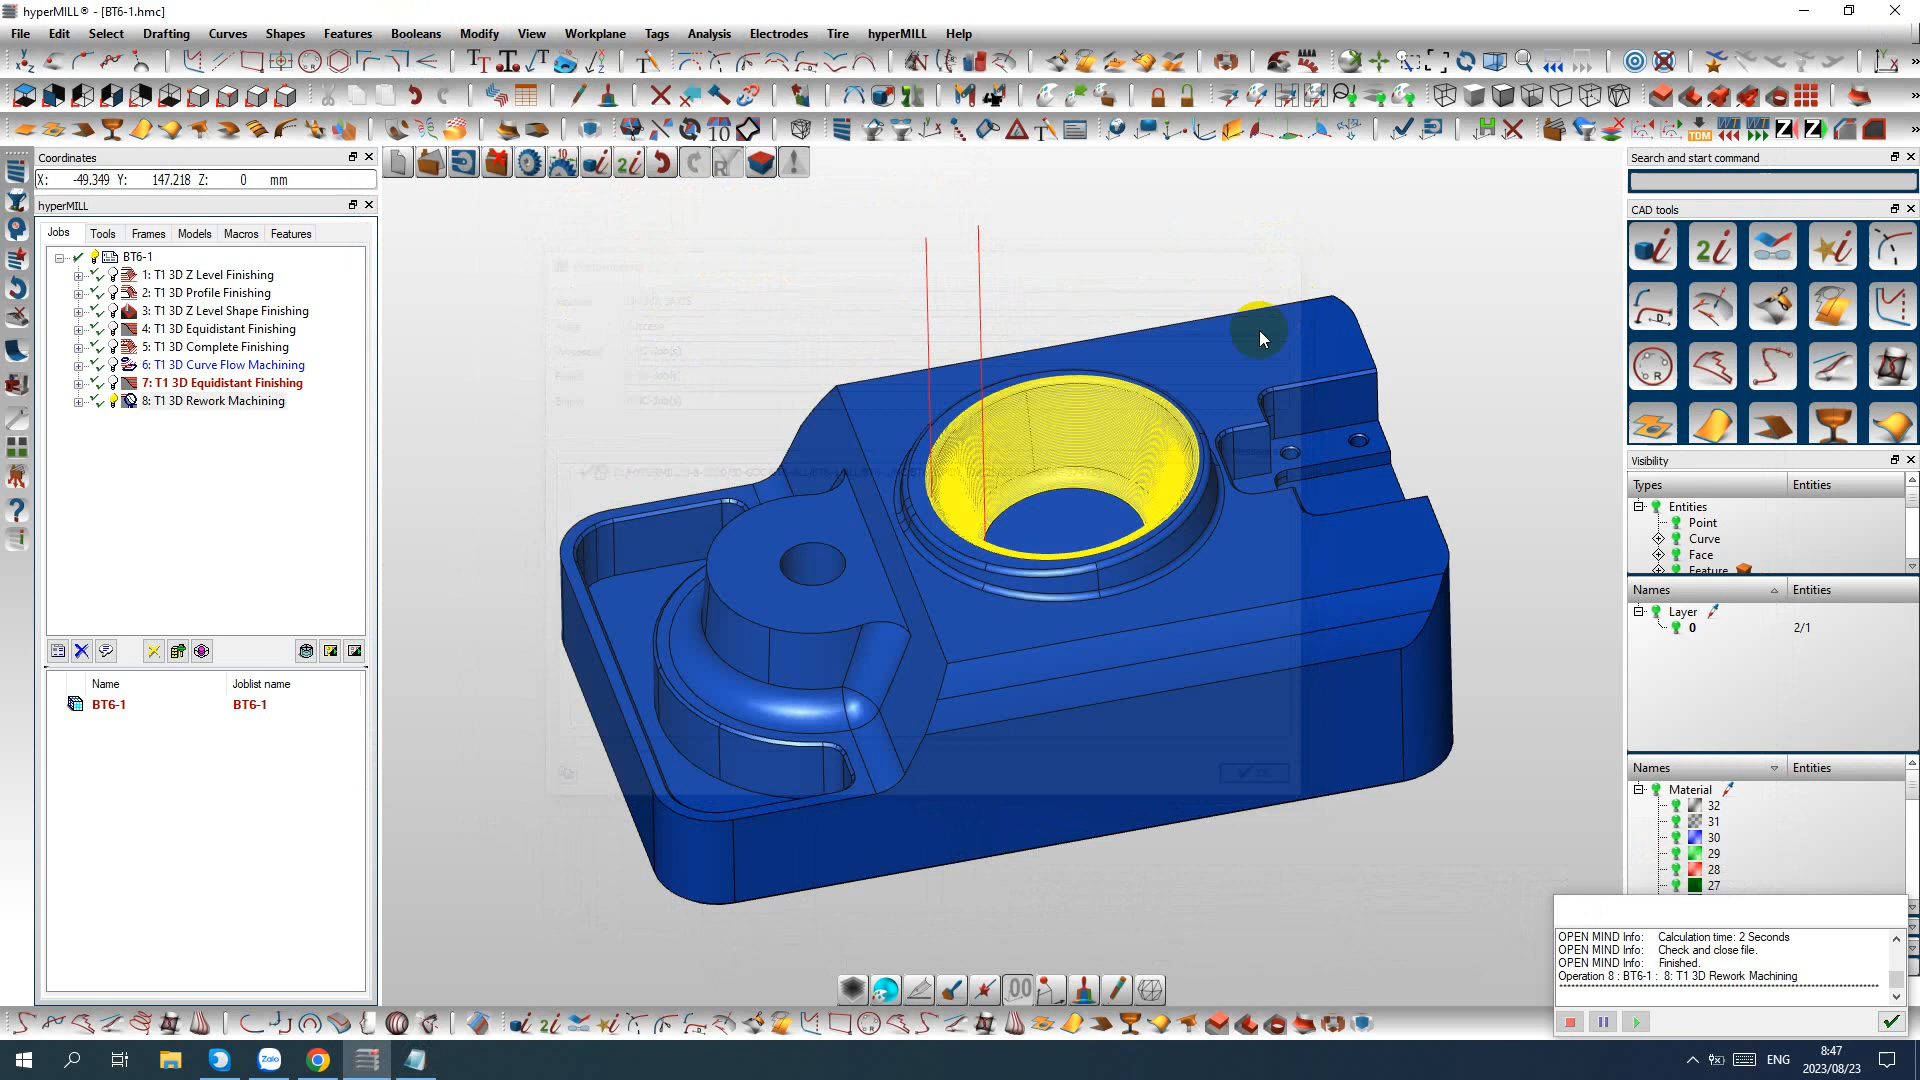 hyperMILL® - [BT6-1.hmc]
File Edit Select Drafting Curves Shapes Features Booleans Modify View Workplane Tags Analysis Electrodes Tire hyperMILL Help
Coordinates
X: -49.349 Y: 147.218 Z: 0 mm
hyperMILL
Jobs Tools Frames Models Macros Features
BT6-1
1: T1 3D Z Level Finishing
2: T1 3D Profile Finishing
3: T1 3D Z Level Shape Finishing
4: T1 3D Equidistant Finishing
5: T1 3D Complete Finishing
6: T1 3D Curve Flow Machining
7: T1 3D Equidistant Finishing
8: T1 3D Rework Machining
Name Joblist name
BT6-1 BT6-1
Search and start command
CAD tools
Visibility
Types Entities
Entities
Point
Curve
Face
Feature
Names Entities
Layer
0 2/1
Names Entities
Material
32
31
30
29
28
27
OPEN MIND Info: Calculation time: 2 Seconds
OPEN MIND Info: Check and close file.
OPEN MIND Info: Finished.
Operation 8 : BT6-1 : 8: T1 3D Rework Machining
Zalo
ENG
8:47
2023/08/23